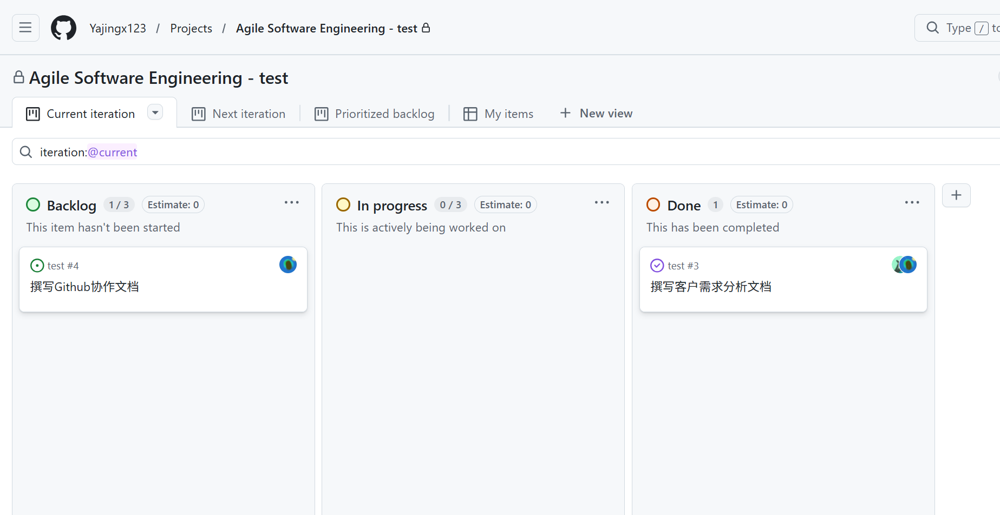 Yajingx123 / Projects / Agile Software Engineering - test
Type / to
Agile Software Engineering - test
Current iteration
Next iteration
Prioritized backlog
My items
New view
iteration:@current
Backlog 1 / 3 Estimate: 0
This item hasn't been started
test #4
撰写Github协作文档
In progress 0 / 3 Estimate: 0
This is actively being worked on
Done 1 Estimate: 0
This has been completed
test #3
撰写客户需求分析文档